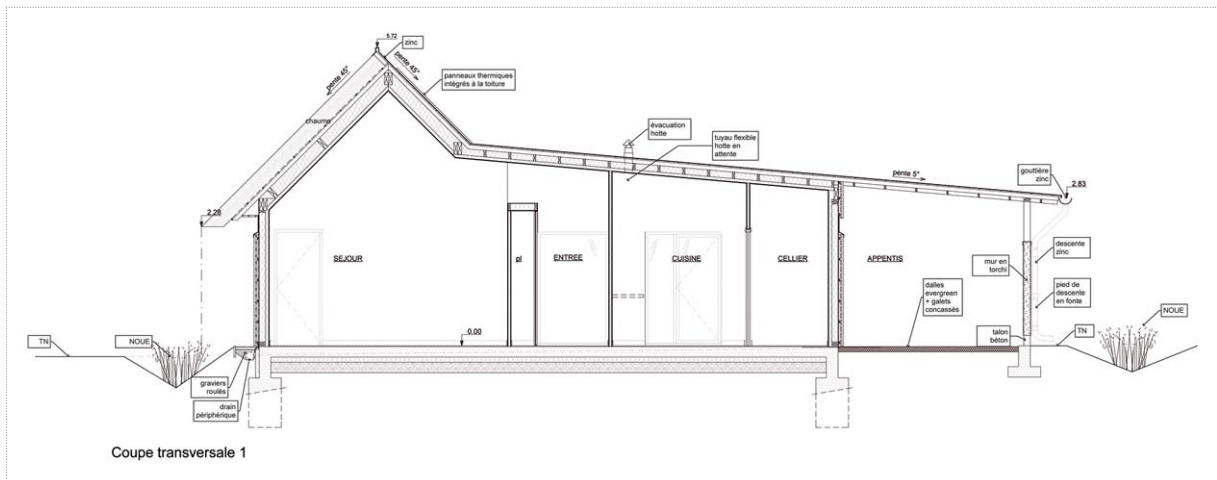 5.72
zinc
pente 45°
pente 45°
panneaux thermiques
intégrés à la toiture
chaume
évacuation
hotte
tuyau flexible
hotte en
attente
pente 5°
gouttière
zinc
2.83
2.28
SEJOUR
pl
ENTREE
CUISINE
CELLIER
APPENTIS
mur en
torchi
descente
zinc
dalles
evergreen
+ galets
concassés
pied de
descente
en fonte
NOUE
0.00
TN
NOUE
talon
béton
TN
graviers
roulés
drain
périphérique
Coupe transversale 1